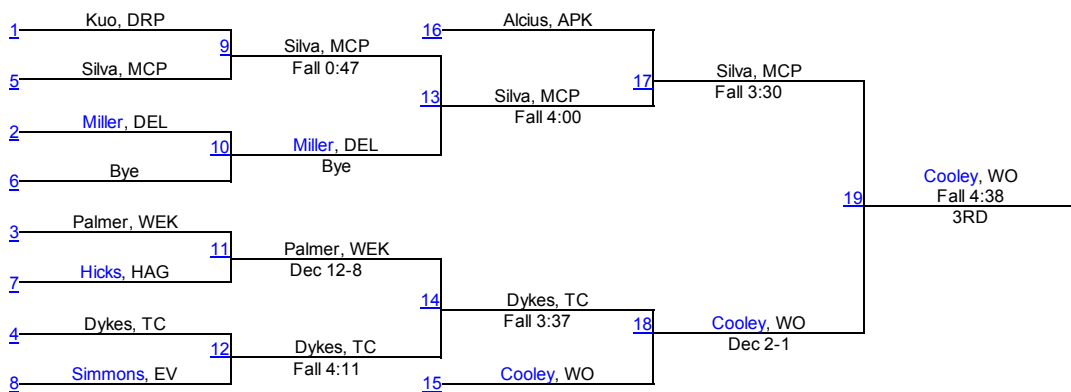 Kuo, DRP
1
Silva, MCP
5
9
Silva, MCP
Fall 0:47
Miller, DEL
2
Bye
6
10
Miller, DEL
Bye
13
Silva, MCP
Fall 4:00
Alcius, APK
16
17
Silva, MCP
Fall 3:30
Palmer, WEK
3
Hicks, HAG
7
11
Palmer, WEK
Dec 12-8
Dykes, TC
4
Simmons, EV
8
12
Dykes, TC
Fall 4:11
14
Dykes, TC
Fall 3:37
Cooley, WO
15
18
Cooley, WO
Dec 2-1
19
Cooley, WO
Fall 4:38
3RD